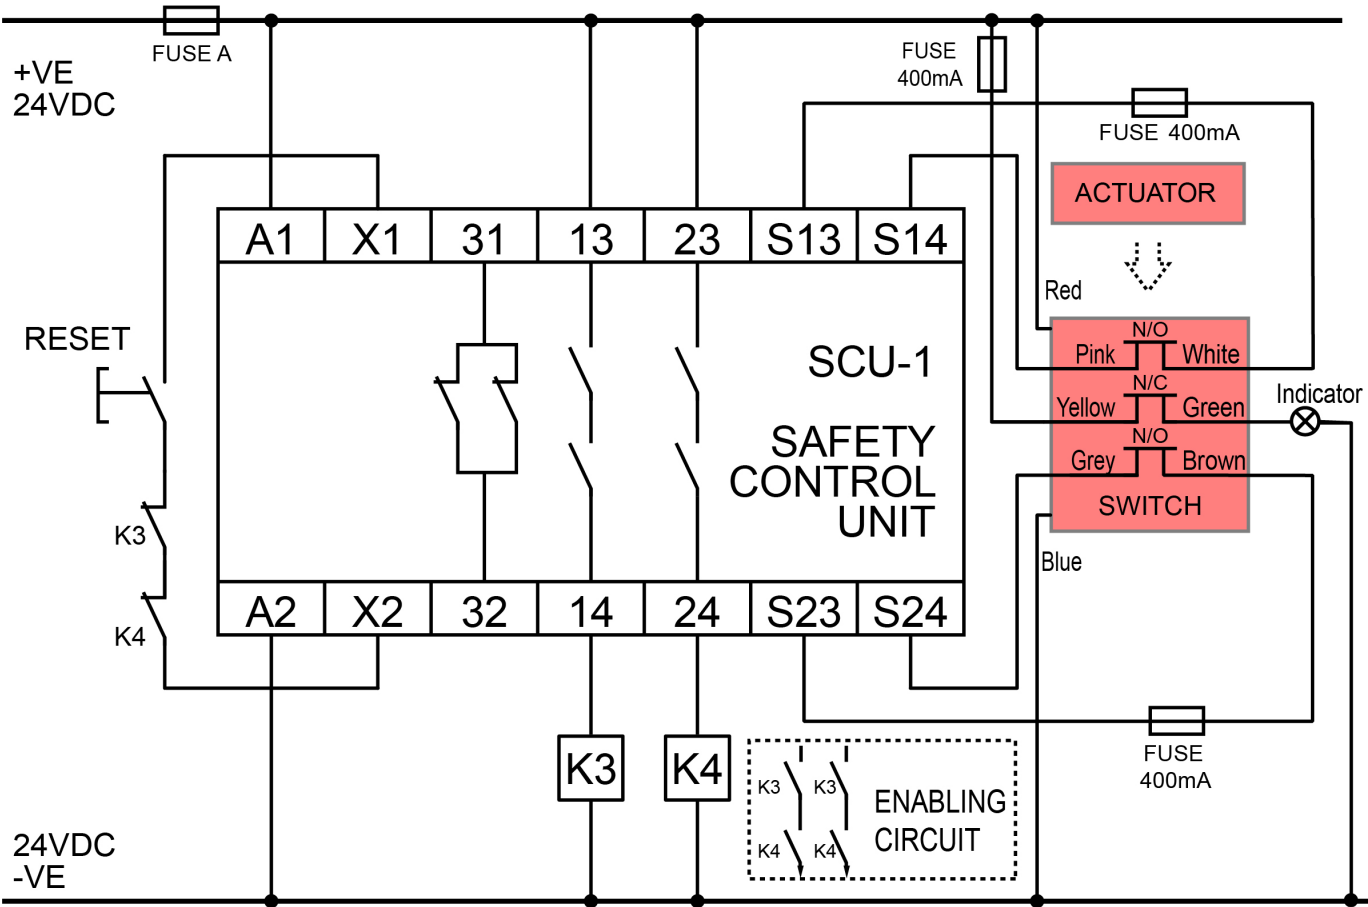 FUSE A
+VE
24VDC
FUSE
400mA
FUSE 400mA
ACTUATOR
A1 X1 31 13 23 S13 S14
Red
RESET
SCU-1
SAFETY
CONTROL
UNIT
N/O
Pink White
N/C
Yellow Green
Indicator
N/O
Grey Brown
SWITCH
Blue
K3
K4
A2 X2 32 14 24 S23 S24
K3 K4
FUSE
400mA
K3 K3
K4 K4
ENABLING
CIRCUIT
24VDC
-VE